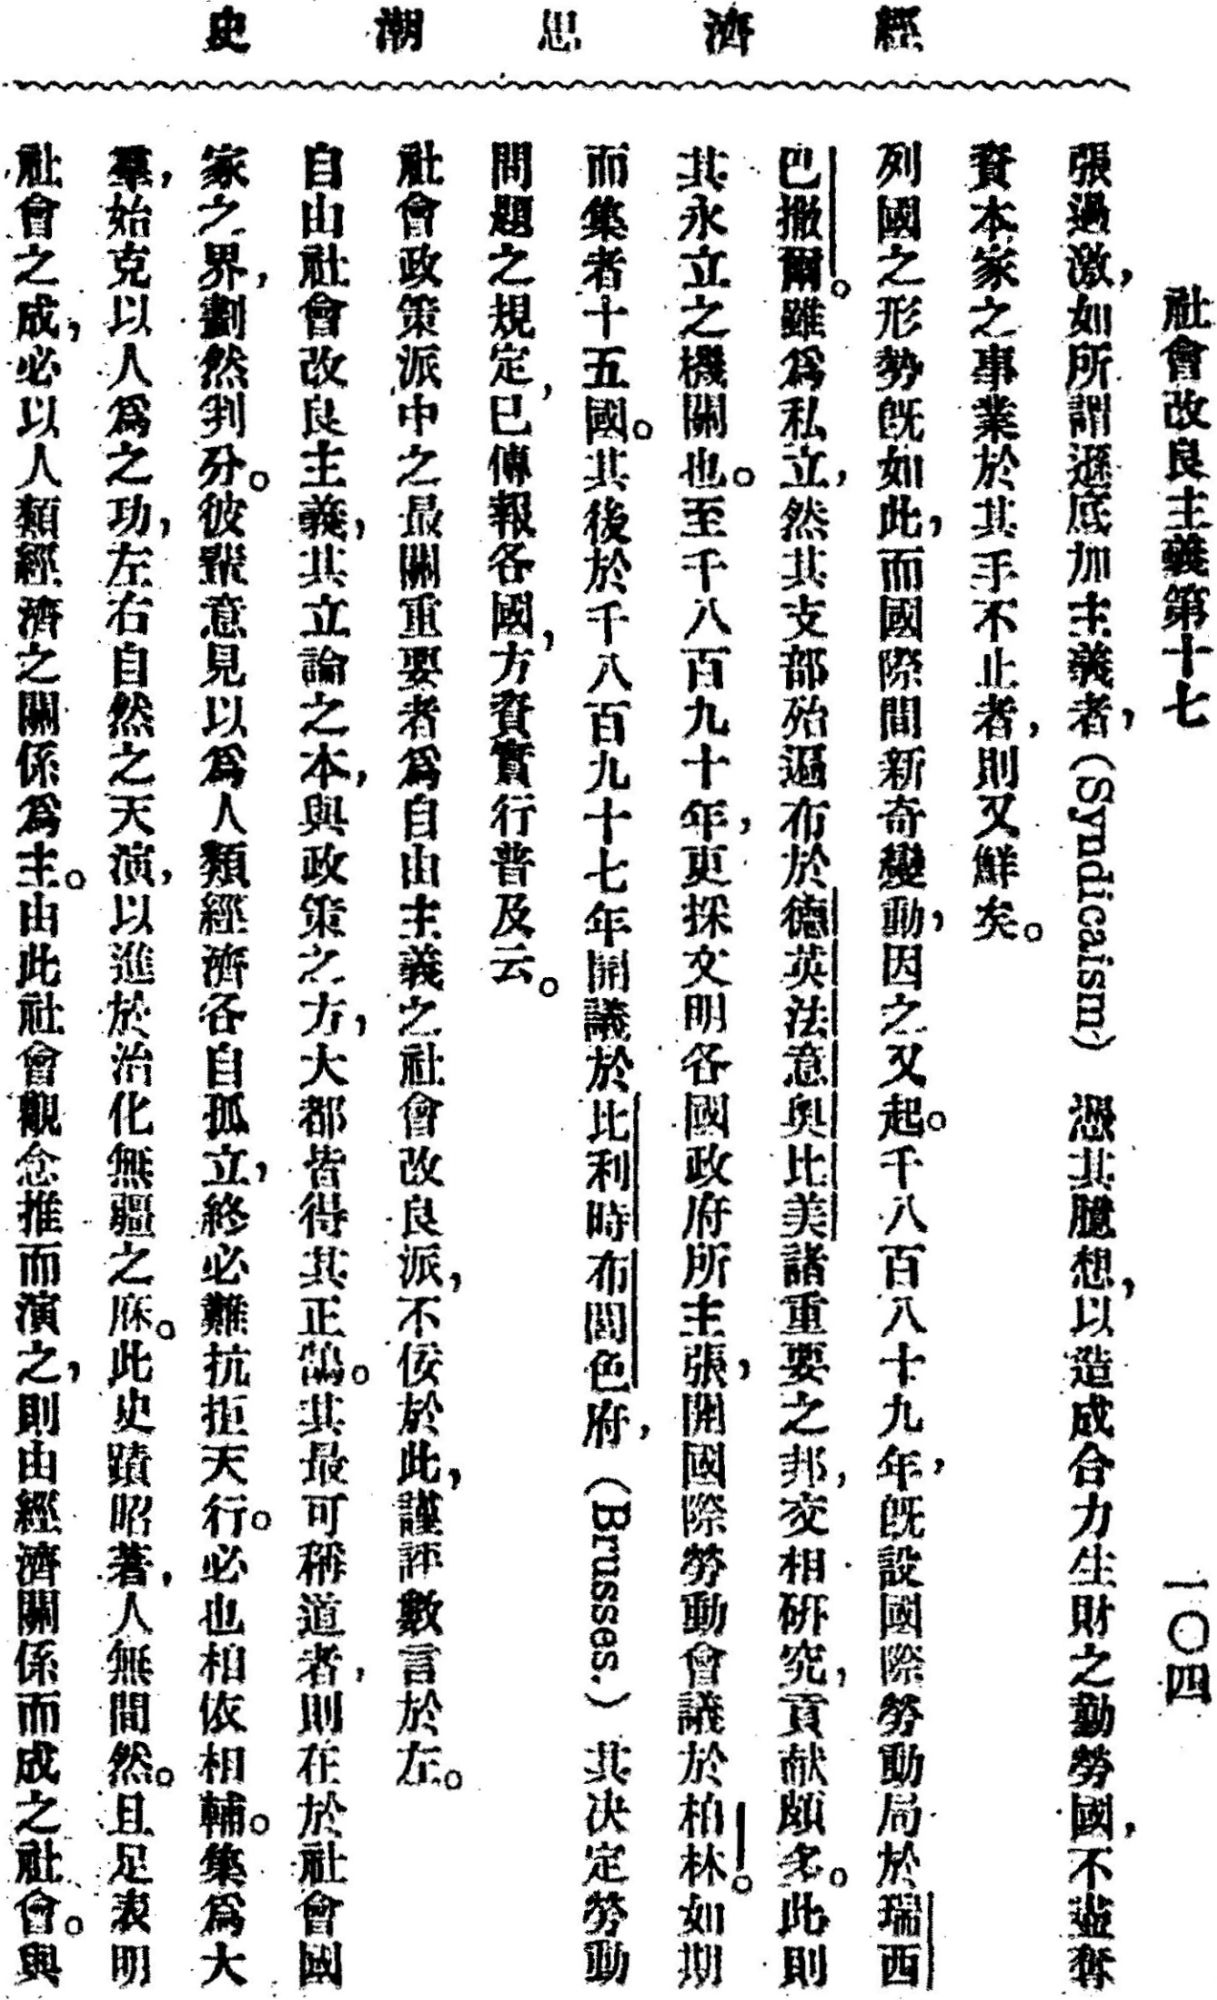 經濟思潮史
社會改良主義第十七
一〇四
張過激，如所謂遜底加主義者，(Syndicaism) 憑其臆想，以造成合力生財之勤勞國，不盡奪
資本家之事業於其手不止者，則又鮮矣。
列國之形勢旣如此，而國際間新奇變動，因之又起。千八百八十九年，旣設國際勞動局於瑞西
巴撒爾。雖爲私立，然其支部殆遍布於德英法意奧比美諸重要之邦，交相硏究，貢献頗多。此則
其永立之機關也。至千八百九十年，更採文明各國政府所主張，開國際勞動會議於柏林。如期
而集者十五國。其後於千八百九十七年開議於比利時布閭色府，(Brusses.) 其决定勞動
問題之規定，已傳報各國，方資實行普及云。
社會政策派中之最關重要者爲自由主義之社會改良派，不佞於此，謹評數言於左。
自由社會改良主義，其立論之本，與政策之方，大都皆得其正鵠。其最可稱道者，則在於社會國
家之界，劃然判分。彼輩意見以爲人類經濟各自孤立，終必難抗拒天行。必也相依相輔。集爲大
羣，始克以人爲之功，左右自然之天演，以進於治化無疆之庥。此史蹟昭著，人無間然。且足表明
社會之成，必以人類經濟之關係爲主。由此社會觀念推而演之，則由經濟關係而成之社會。與